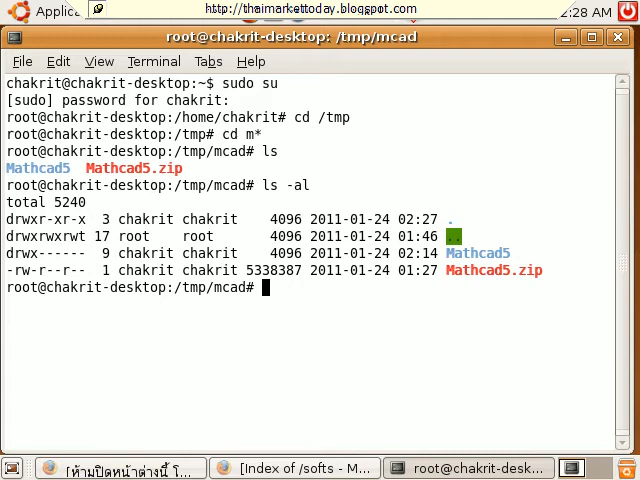 http://thaimarkettoday.blogspot.com
Applica
2:28 AM
root@chakrit-desktop: /tmp/mcad
File Edit View Terminal Tabs Help
chakrit@chakrit-desktop:~$ sudo su
[sudo] password for chakrit:
root@chakrit-desktop:/home/chakrit# cd /tmp
root@chakrit-desktop:/tmp# cd m*
root@chakrit-desktop:/tmp/mcad# ls
Mathcad5 Mathcad5.zip
root@chakrit-desktop:/tmp/mcad# ls -al
total 5240
drwxr-xr-x 3 chakrit chakrit 4096 2011-01-24 02:27 .
drwxrwxrwt 17 root root 4096 2011-01-24 01:46 ..
drwx------ 9 chakrit chakrit 4096 2011-01-24 02:14 Mathcad5
-rw-r--r-- 1 chakrit chakrit 5338387 2011-01-24 01:27 Mathcad5.zip
root@chakrit-desktop:/tmp/mcad#
[ห้ามปิดหน้าต่างนี้ โ...
[Index of /softs - M...
root@chakrit-desk...